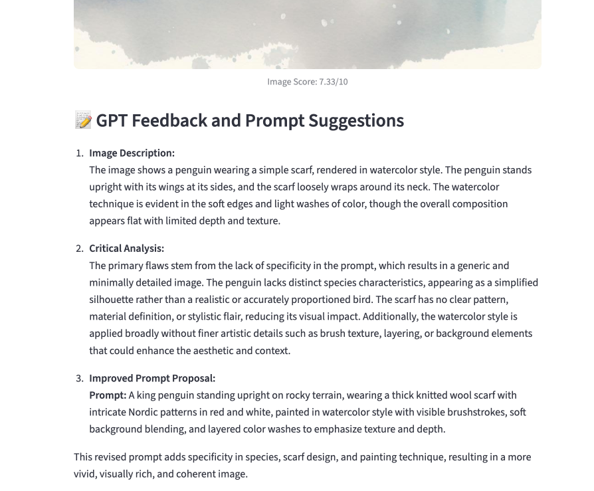 Image Score: 7.33/10
📝 GPT Feedback and Prompt Suggestions
1. Image Description:
The image shows a penguin wearing a simple scarf, rendered in watercolor style. The penguin stands
upright with its wings at its sides, and the scarf loosely wraps around its neck. The watercolor
technique is evident in the soft edges and light washes of color, though the overall composition
appears flat with limited depth and texture.
2. Critical Analysis:
The primary flaws stem from the lack of specificity in the prompt, which results in a generic and
minimally detailed image. The penguin lacks distinct species characteristics, appearing as a simplified
silhouette rather than a realistic or accurately proportioned bird. The scarf has no clear pattern,
material definition, or stylistic flair, reducing its visual impact. Additionally, the watercolor style is
applied broadly without finer artistic details such as brush texture, layering, or background elements
that could enhance the aesthetic and context.
3. Improved Prompt Proposal:
Prompt: A king penguin standing upright on rocky terrain, wearing a thick knitted wool scarf with
intricate Nordic patterns in red and white, painted in watercolor style with visible brushstrokes, soft
background blending, and layered color washes to emphasize texture and depth.
This revised prompt adds specificity in species, scarf design, and painting technique, resulting in a more
vivid, visually rich, and coherent image.